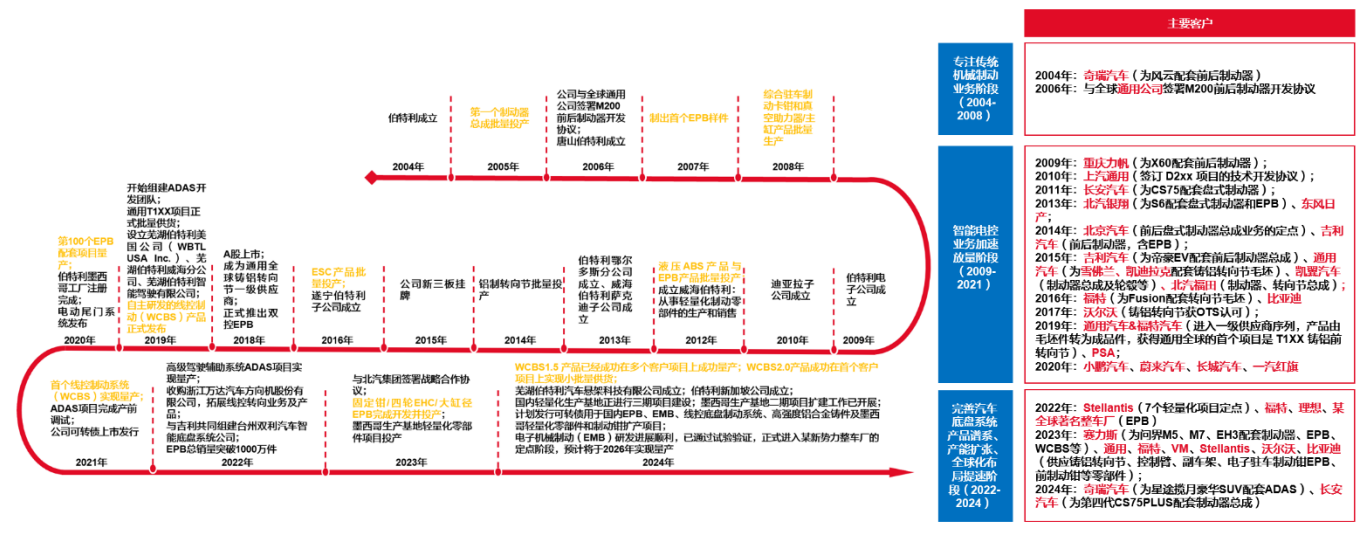 伯特利成立
2004年
第一个制动器
总成批量投产
2005年
公司与全球通用
公司签署M200
前后制动器开发
协议;
唐山伯特利成立
2006年
制出首个EPB样件
2007年
综合驻车制
动卡钳和真
空助力器/主
缸产品批量
生产
2008年
伯特利电
子公司成
立
2009年
迪亚拉子
公司成立
2010年
液压ABS产品与
EPB产品批量投产
成立威海伯特利:
从事轻量化制动零
部件的生产和销售
2012年
伯特利鄂尔
多斯分公司
成立、威海
伯特利萨克
迪子公司成
立
2013年
铝制转向节批量投产
2014年
公司新三板挂
牌
2015年
ESC产品批
量投产;
遂宁伯特利
子公司成立
2016年
A股上市;
成为通用全
球铸铝转向
节一级供应
商;
正式推出双
控EPB
2018年
开始组建ADAS开
发团队;
通用T1XX项目正
式批量供货;
设立芜湖伯特利美
国公司(WBTL
USA Inc.)、芜
湖伯特利威海分公
司、芜湖伯特利智
能驾驶有限公司;
自主研发的线控制
动(WCBS)产品
正式发布
2019年
第100个EPB
配套项目量
产;
伯特利墨西
哥工厂注册
完成;
电动尾门系
统发布
2020年
首个线控制动系统
(WCBS)实现量产;
ADAS项目完成产前
调试;
公司可转债上市发行
2021年
高级驾驶辅助系统ADAS项目实
现量产;
收购浙江万达汽车方向机股份有
限公司,拓展线控转向业务及产
品;
与吉利共同组建台州双利汽车智
能底盘系统公司;
EPB总销量突破1000万件
2022年
与北汽集团签署战略合作协
议;
固定钳/四轮EHC/大缸径
EPB完成开发并投产;
墨西哥生产基地轻量化零部
件项目投产
2023年
WCBS1.5 产品已经成功在多个客户项目上成功量产;WCBS2.0产品成功在首个客户
项目上实现小批量供货;
芜湖伯特利汽车悬架科技有限公司成立;伯特利新加坡公司成立;
国内轻量化生产基地正进行三期项目建设;墨西哥生产基地二期项目扩建工作已开展;
计划发行可转债用于国内EPB、EMB、线控底盘制动系统、高强度铝合金铸件及墨西
哥轻量化零部件和制动钳扩产项目;
电子机械制动(EMB)研发进展顺利,已通过试验验证,正式进入某新势力整车厂的
定点阶段,预计将于2026年实现量产
2024年
主要客户
专注传统
机械制动
业务阶段
(2004-
2008)
2004年:奇瑞汽车(为风云配套前后制动器)
2006年:与全球通用公司签署M200前后制动器开发协议
智能电控
业务加速
放量阶段
(2009-
2021)
2009年:重庆力帆(为X60配套前后制动器);
2010年:上汽通用(签订 D2xx 项目的技术开发协议);
2011年:长安汽车(为CS75配套盘式制动器);
2013年:北汽银翔(为S6配套盘式制动器和EPB)、东风日
产;
2014年:北京汽车(前后盘式制动器总成业务的定点)、吉利
汽车(前后制动器,含EPB);
2015年:吉利汽车(为帝豪EV配套前后制动总成)、通用
汽车(为雪佛兰、凯迪拉克配套铸铝转向节毛坯)、凯翼汽车
(制动器总成及轮毂等)、北汽福田(制动器、转向节总成);
2016年:福特(为Fusion配套转向节毛坯)、比亚迪
2017年:沃尔沃(铸铝转向节获OTS认可);
2019年:通用汽车&福特汽车(进入一级供应商序列,产品由
毛坯件转为成品件,获得通用全球的首个项目是 T1XX 铸铝前
转向节)、PSA;
2020年:小鹏汽车、蔚来汽车、长城汽车、一汽红旗
完善汽车
底盘系统
产品谱系、
产能扩张、
全球化布
局提速阶
段(2022-
2024)
2022年:Stellantis(7个轻量化项目定点)、福特、理想、某
全球著名整车厂(EPB)
2023年:赛力斯(为问界M5、M7、EH3配套制动器、EPB、
WCBS等)、通用、福特、VM、Stellantis、沃尔沃、比亚迪
(供应铸铝转向节、控制臂、副车架、电子驻车制动钳EPB、
前制动钳等零部件);
2024年:奇瑞汽车(为星途揽月豪华SUV配套ADAS)、长安
汽车(为第四代CS75PLUS配套制动器总成)